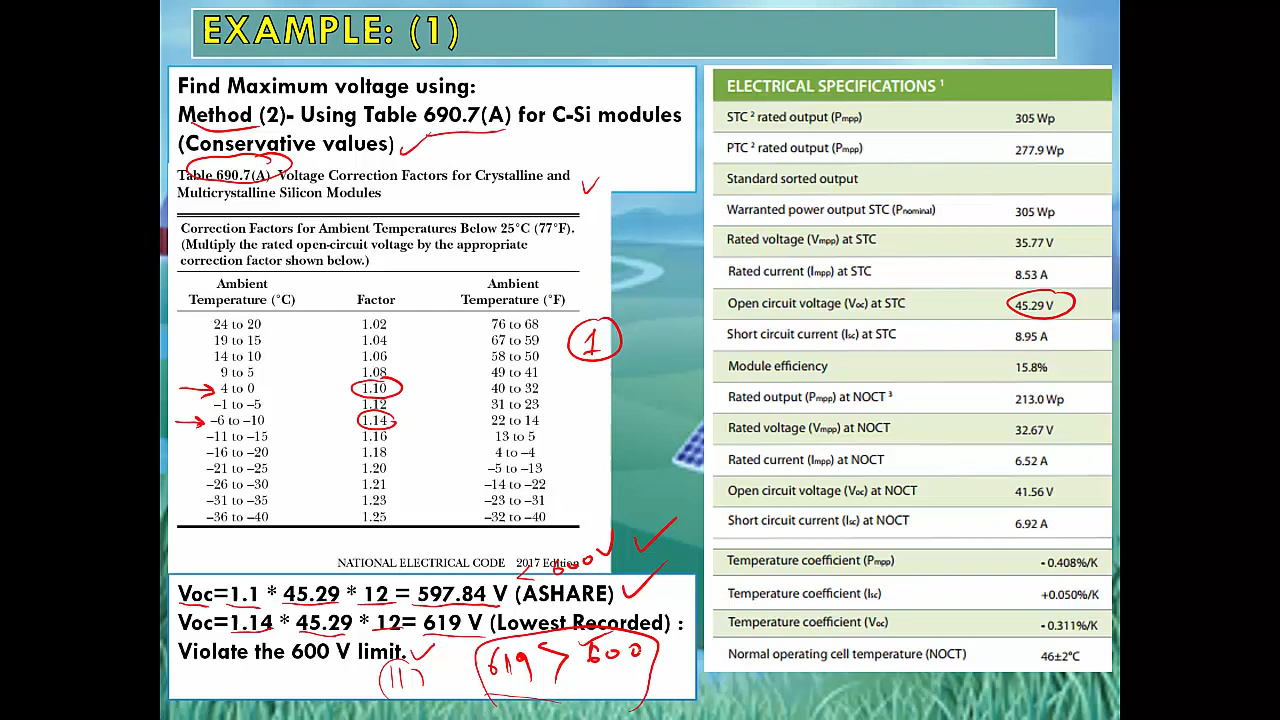 EXAMPLE: (1)
Find Maximum voltage using:
Method (2)- Using Table 690.7(A) for C-Si modules
(Conservative values)
Table 690.7(A) Voltage Correction Factors for Crystalline and
Multicrystalline Silicon Modules
Correction Factors for Ambient Temperatures Below 25°C (77°F).
(Multiply the rated open-circuit voltage by the appropriate
correction factor shown below.)
Ambient Temperature (°C) Factor Ambient Temperature (°F)
24 to 20 1.02 76 to 68
19 to 15 1.04 67 to 59
14 to 10 1.06 58 to 50
9 to 5 1.08 49 to 41
4 to 0 1.10 40 to 32
−1 to −5 1.12 31 to 23
−6 to −10 1.14 22 to 14
−11 to −15 1.16 13 to 5
−16 to −20 1.18 4 to −4
−21 to −25 1.20 −5 to −13
−26 to −30 1.21 −14 to −22
−31 to −35 1.23 −23 to −31
−36 to −40 1.25 −32 to −40
1
NATIONAL ELECTRICAL CODE 2017 Edition
< 600V
Voc=1.1 * 45.29 * 12 = 597.84 V (ASHARE)
Voc=1.14 * 45.29 * 12= 619 V (Lowest Recorded) :
Violate the 600 V limit.
619 > 600
ELECTRICAL SPECIFICATIONS 1
STC 2 rated output (Pmpp) 305 Wp
PTC 2 rated output (Pmpp) 277.9 Wp
Standard sorted output
Warranted power output STC (Pnominal) 305 Wp
Rated voltage (Vmpp) at STC 35.77 V
Rated current (Impp) at STC 8.53 A
Open circuit voltage (Voc) at STC 45.29 V
Short circuit current (Isc) at STC 8.95 A
Module efficiency 15.8%
Rated output (Pmpp) at NOCT 3 213.0 Wp
Rated voltage (Vmpp) at NOCT 32.67 V
Rated current (Impp) at NOCT 6.52 A
Open circuit voltage (Voc) at NOCT 41.56 V
Short circuit current (Isc) at NOCT 6.92 A
Temperature coefficient (Pmpp) - 0.408%/K
Temperature coefficient (Isc) +0.050%/K
Temperature coefficient (Voc) - 0.311%/K
Normal operating cell temperature (NOCT) 46±2°C